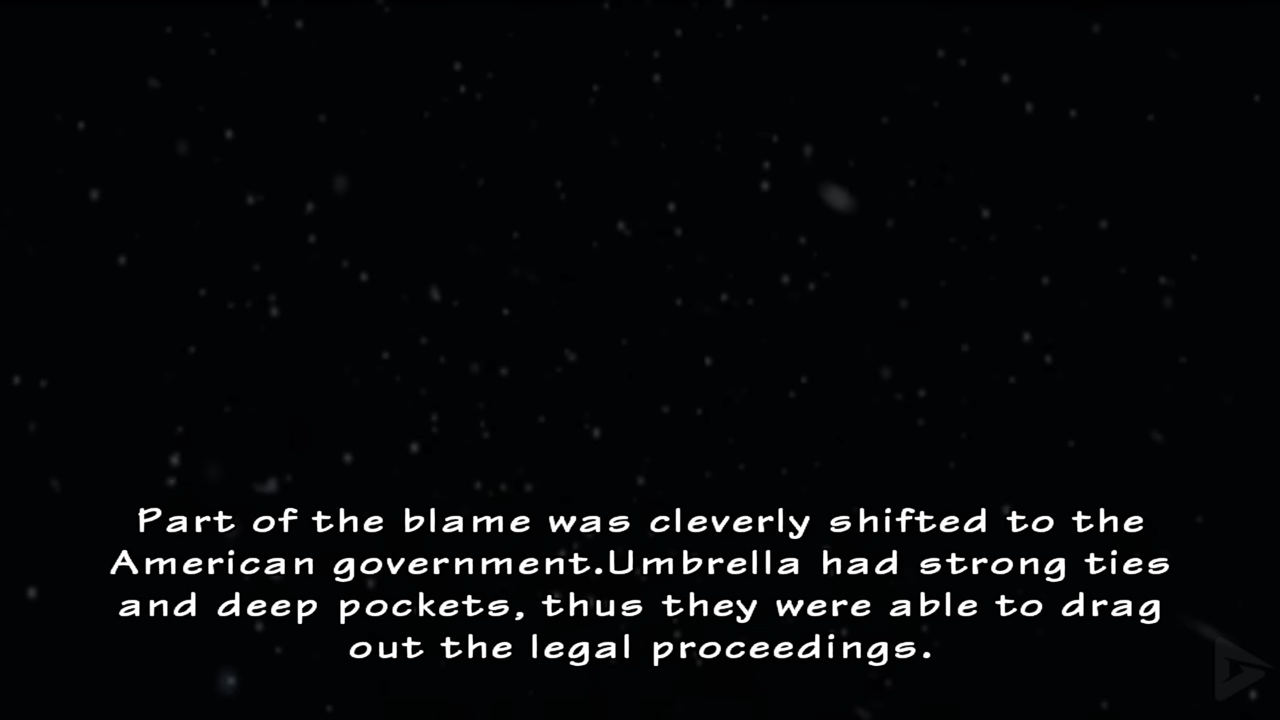 Part of the blame was cleverly shifted to the
American government.Umbrella had strong ties
and deep pockets, thus they were able to drag
out the legal proceedings.